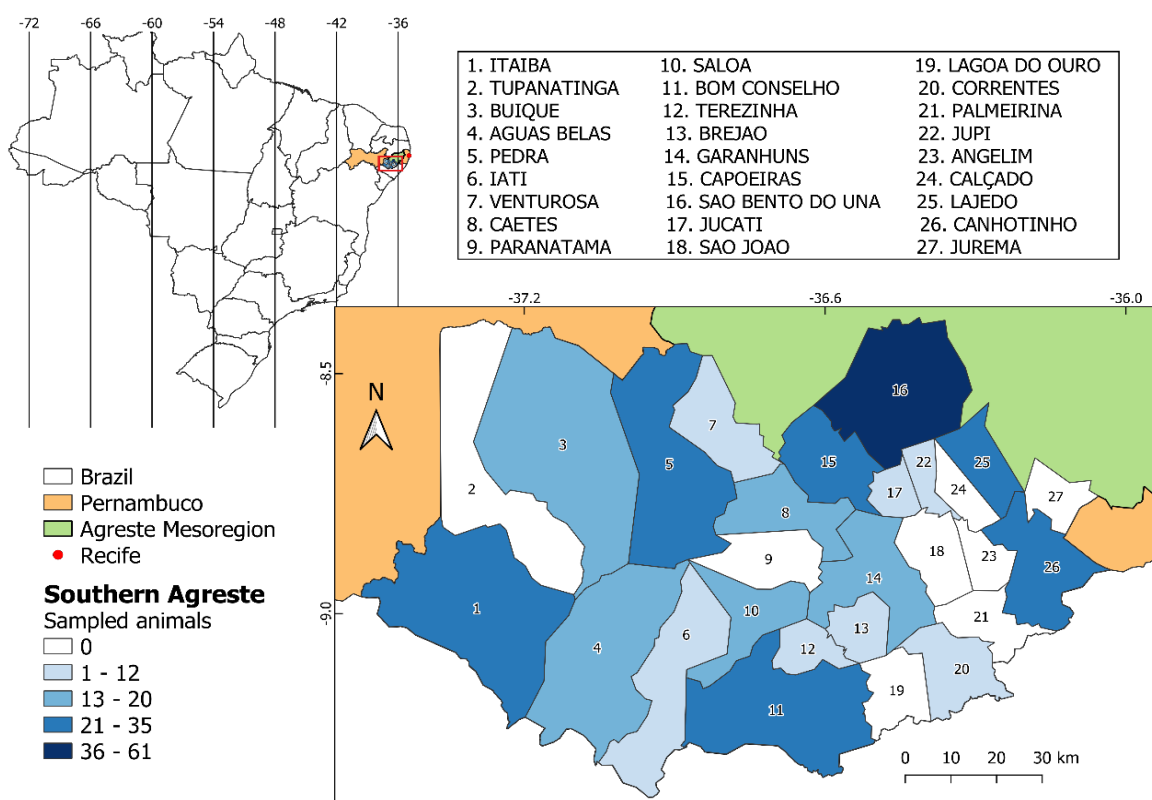 -72 -66 -60 -54 -48 -42 -36
1. ITAIBA 10. SALOA 19. LAGOA DO OURO
2. TUPANATINGA 11. BOM CONSELHO 20. CORRENTES
3. BUIQUE 12. TEREZINHA 21. PALMEIRINA
4. AGUAS BELAS 13. BREJAO 22. JUPI
5. PEDRA 14. GARANHUNS 23. ANGELIM
6. IATI 15. CAPOEIRAS 24. CALÇADO
7. VENTUROSA 16. SAO BENTO DO UNA 25. LAJEDO
8. CAETES 17. JUCATI 26. CANHOTINHO
9. PARANATAMA 18. SAO JOAO 27. JUREMA
-37.2 -36.6 -36.0
-8.5
-9.0
N
16
7
3
5
15
22
25
2
17
24
27
8
9
18
23
26
14
1
10
21
6
13
4
12
20
19
11
Brazil
Pernambuco
Agreste Mesoregion
Recife
Southern Agreste
Sampled animals
0
1 - 12
13 - 20
21 - 35
36 - 61
0 10 20 30 km